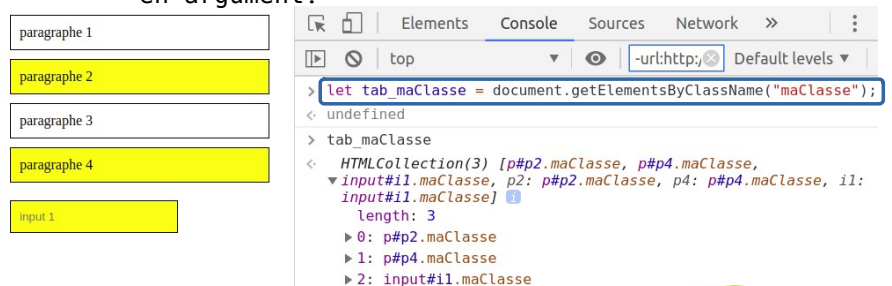 en argument.
paragraphe 1
paragraphe 2
paragraphe 3
paragraphe 4
input 1
Elements Console Sources Network »
top ▼ -url:http:/ Default levels ▼
> let tab_maClasse = document.getElementsByClassName("maClasse");
< undefined
> tab_maClasse
< HTMLCollection(3) [p#p2.maClasse, p#p4.maClasse,
▼ input#i1.maClasse, p2: p#p2.maClasse, p4: p#p4.maClasse, i1:
input#i1.maClasse] i
length: 3
▶ 0: p#p2.maClasse
▶ 1: p#p4.maClasse
▶ 2: input#i1.maClasse